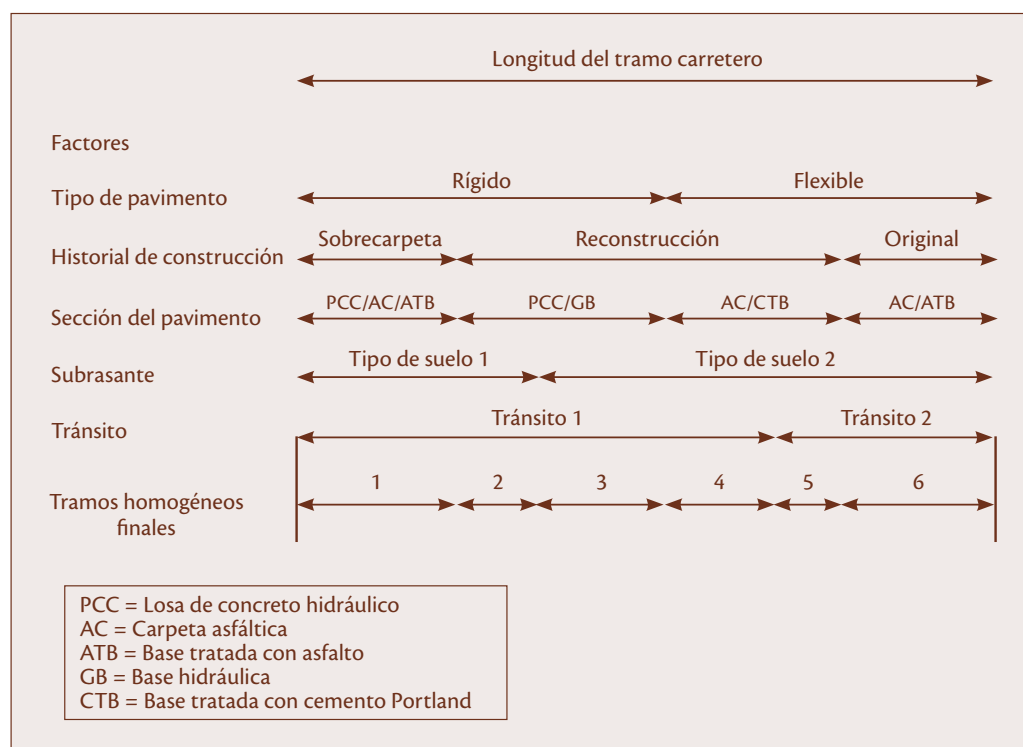 Longitud del tramo carretero
Factores
Tipo de pavimento
Rígido
Flexible
Historial de construcción
Sobrecarpeta
Reconstrucción
Original
Sección del pavimento
PCC/AC/ATB
PCC/GB
AC/CTB
AC/ATB
Subrasante
Tipo de suelo 1
Tipo de suelo 2
Tránsito
Tránsito 1
Tránsito 2
Tramos homogéneos
finales
1
2
3
4
5
6
PCC = Losa de concreto hidráulico
AC = Carpeta asfáltica
ATB = Base tratada con asfalto
GB = Base hidráulica
CTB = Base tratada con cemento Portland